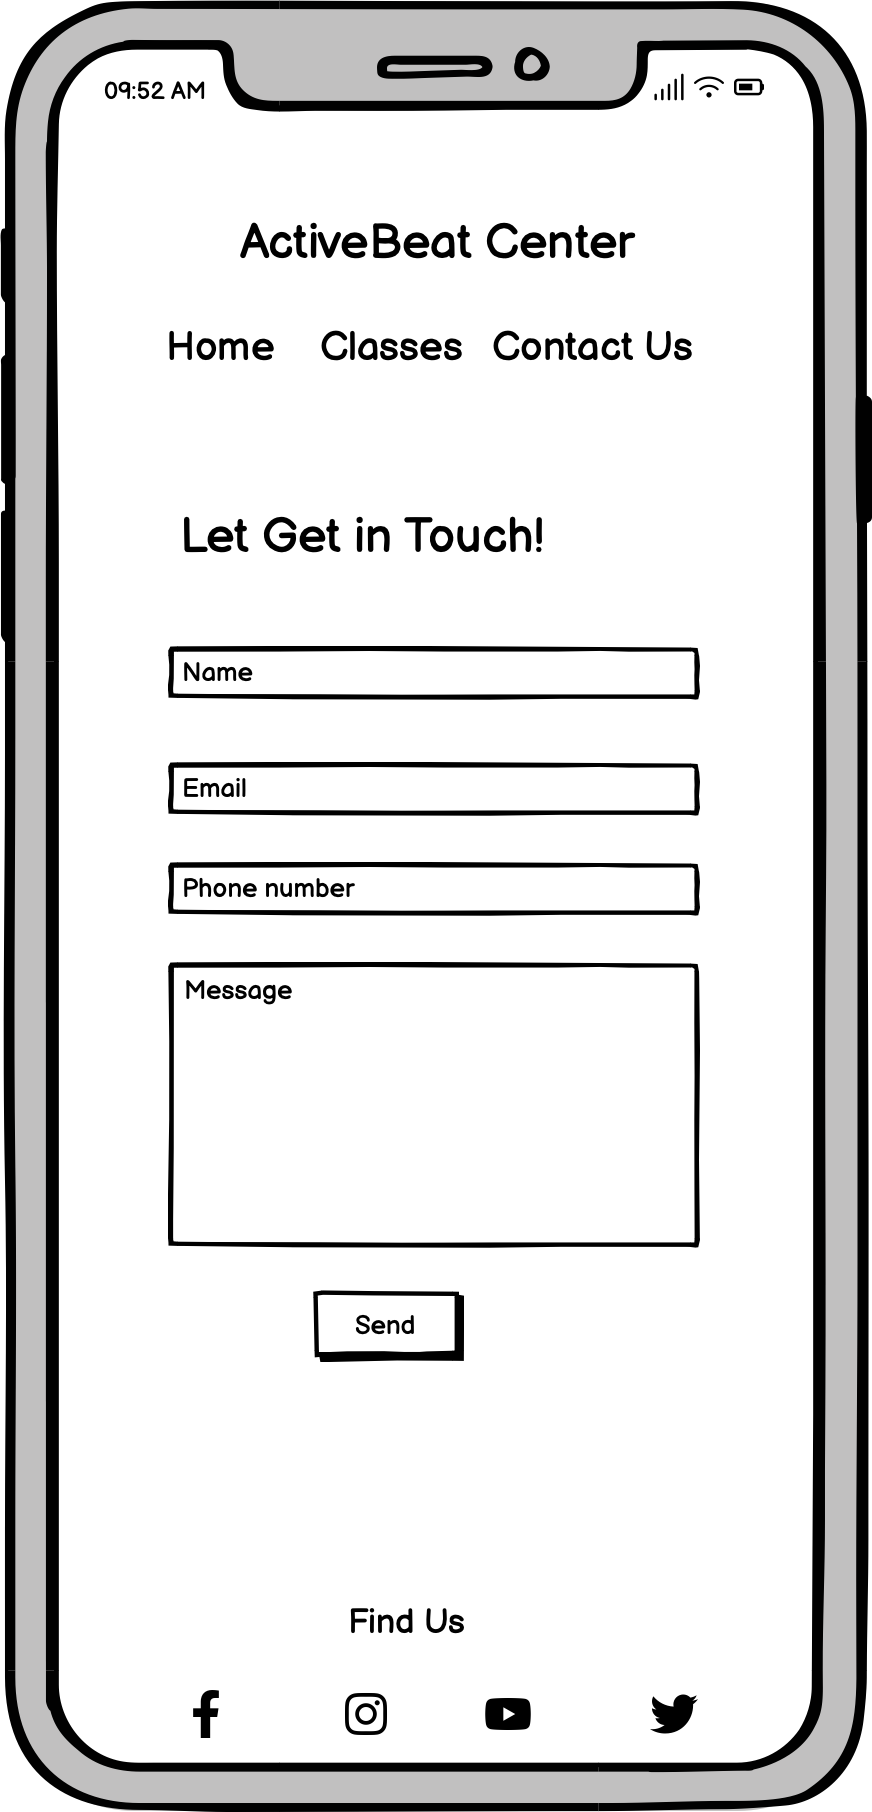 09:52 AM
ActiveBeat Center
Home Classes Contact Us
Let Get in Touch!
Name
Email
Phone number
Message
Send
Find Us